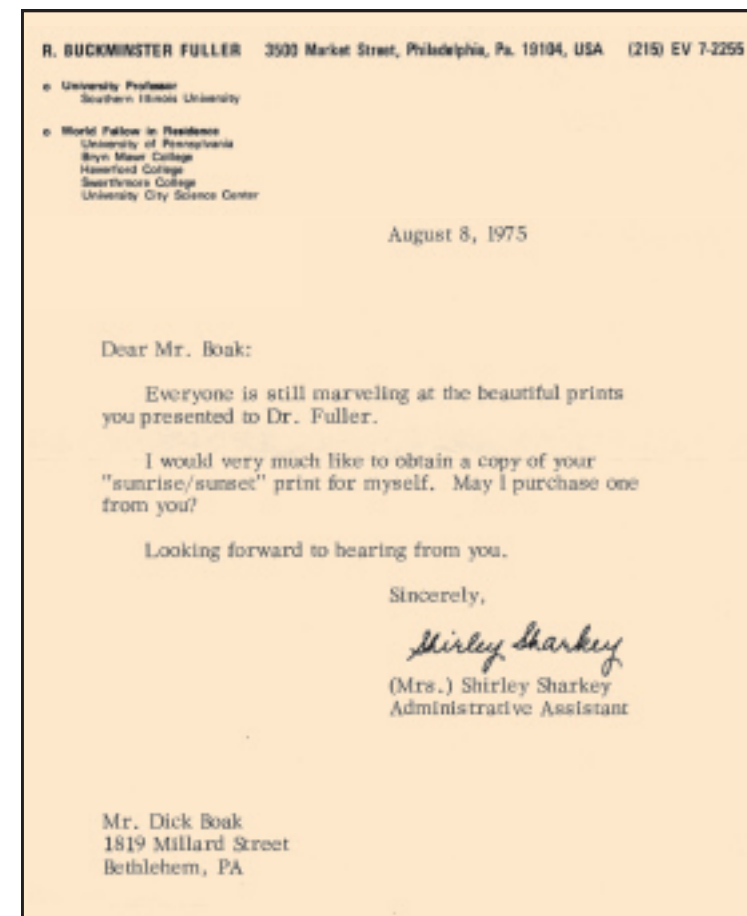 R. BUCKMINSTER FULLER 3500 Market Street, Philadelphia, Pa. 19104, USA (215) EV 7-2255
o University Professor
Southern Illinois University
o World Fellow in Residence
University of Pennsylvania
Bryn Mawr College
Haverford College
Swarthmore College
University City Science Center
August 8, 1975
Dear Mr. Boak:
Everyone is still marveling at the beautiful prints
you presented to Dr. Fuller.
I would very much like to obtain a copy of your
"sunrise/sunset" print for myself. May I purchase one
from you?
Looking forward to hearing from you.
Sincerely,
Shirley Sharkey
(Mrs.) Shirley Sharkey
Administrative Assistant
Mr. Dick Boak
1819 Millard Street
Bethlehem, PA